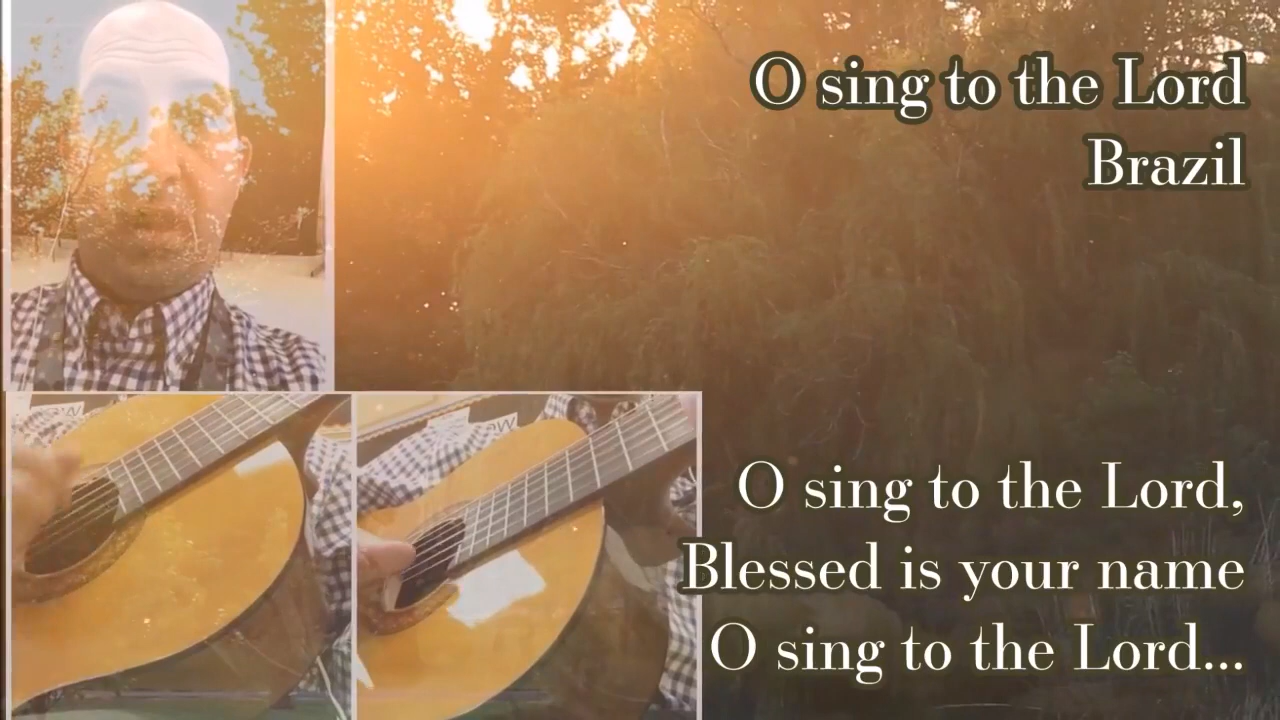 O sing to the Lord
Brazil
O sing to the Lord,
Blessed is your name
O sing to the Lord...